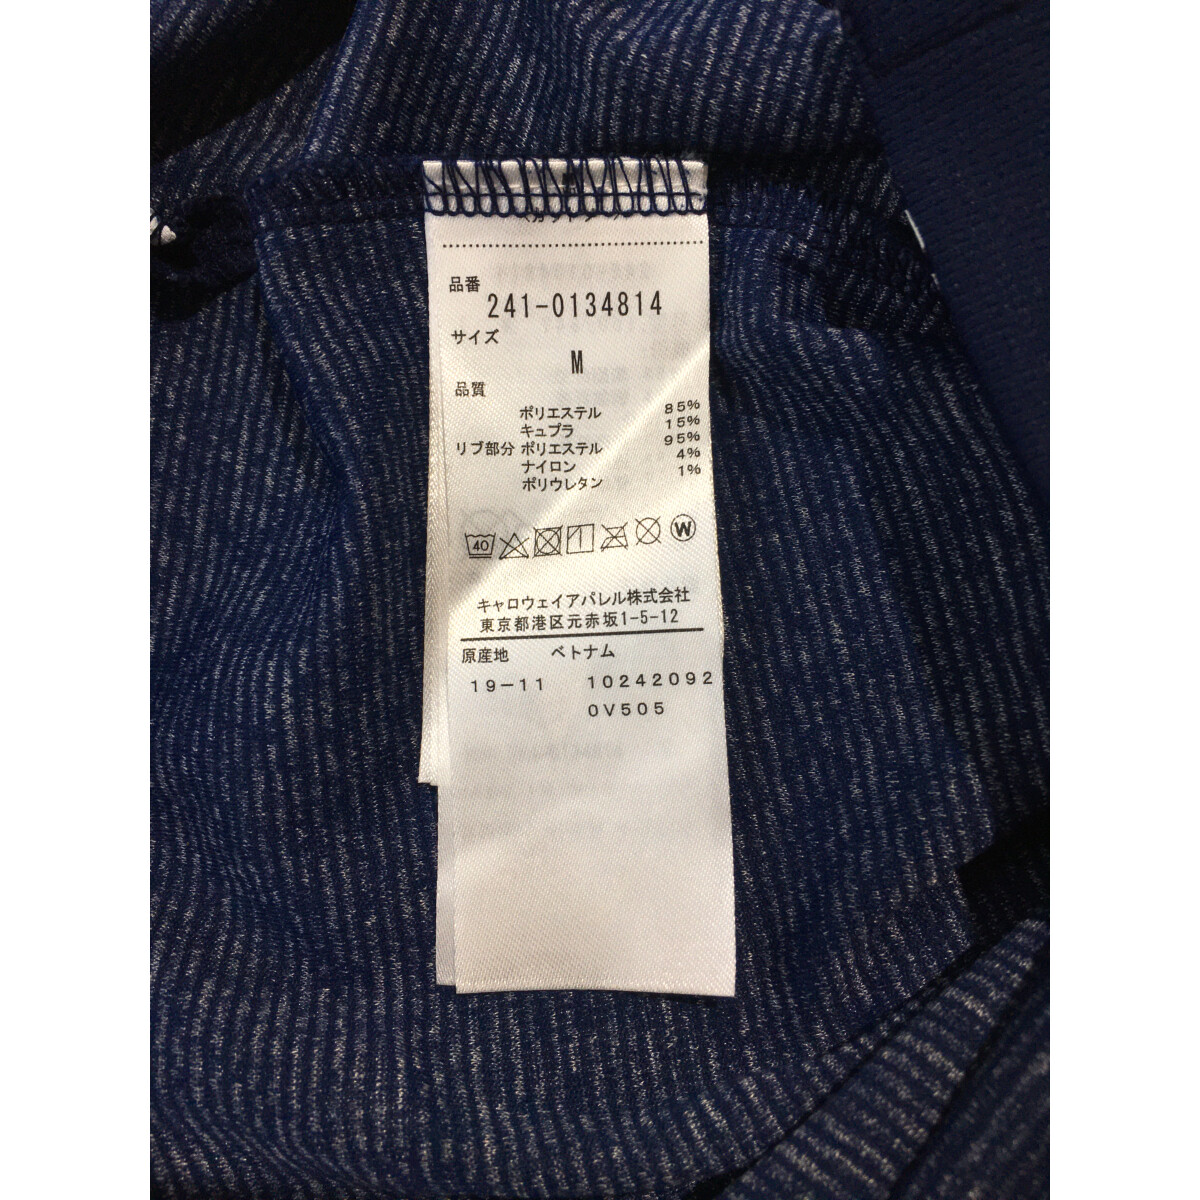 品番
241-0134814
サイズ
M
品質
ポリエステル 85%
キュプラ 15%
リブ部分 ポリエステル 95%
ナイロン 4%
ポリウレタン 1%
40 W
キャロウェイアパレル株式会社
東京都港区元赤坂1-5-12
原産地 ベトナム
19-11 10242092
0V505